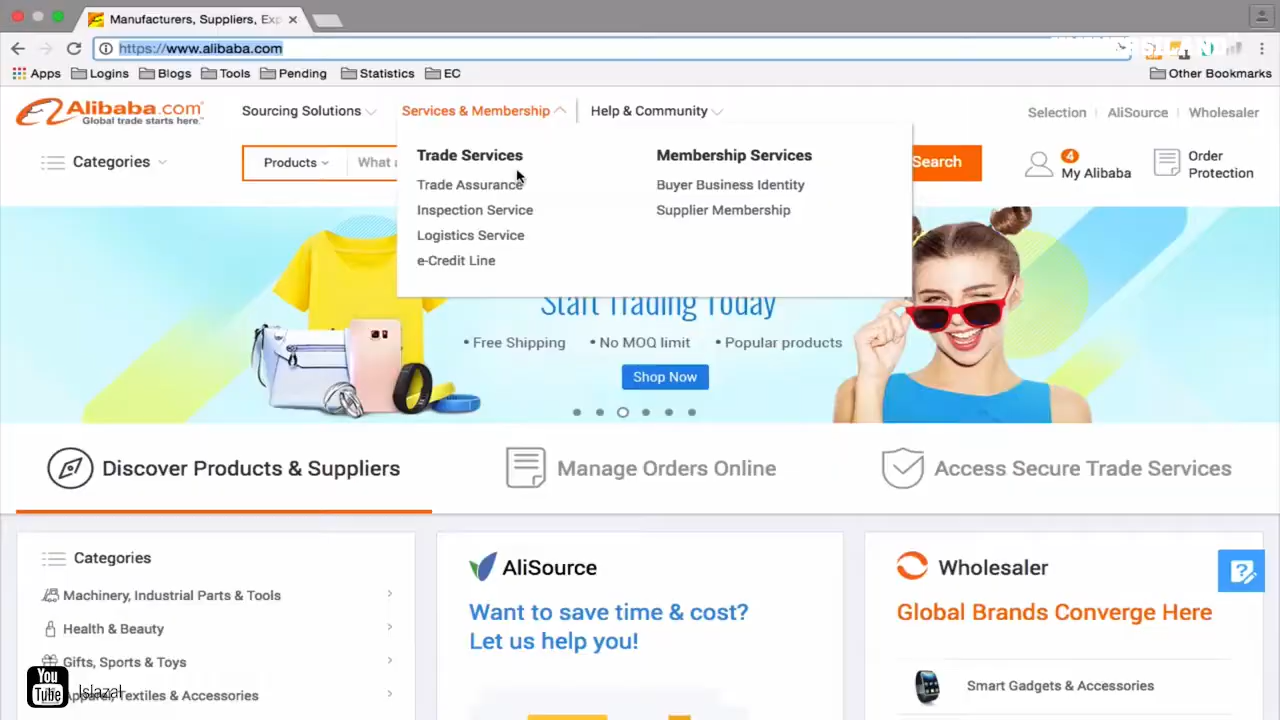 Manufacturers, Suppliers, Exp
https://www.alibaba.com
Apps Logins Blogs Tools Pending Statistics EC Other Bookmarks
Alibaba.com
Global trade starts here.™
Sourcing Solutions Services & Membership Help & Community
Selection AliSource Wholesaler
Categories
Products
What
Search
4
My Alibaba
Order
Protection
Trade Services
Trade Assurance
Inspection Service
Logistics Service
e-Credit Line
Membership Services
Buyer Business Identity
Supplier Membership
Start Trading Today
• Free Shipping • No MOQ limit • Popular products
Shop Now
Discover Products & Suppliers Manage Orders Online Access Secure Trade Services
Categories
Machinery, Industrial Parts & Tools
Health & Beauty
Gifts, Sports & Toys
Apparel, Textiles & Accessories
AliSource
Want to save time & cost?
Let us help you!
Wholesaler
Global Brands Converge Here
Smart Gadgets & Accessories
You
Tube
Islazal